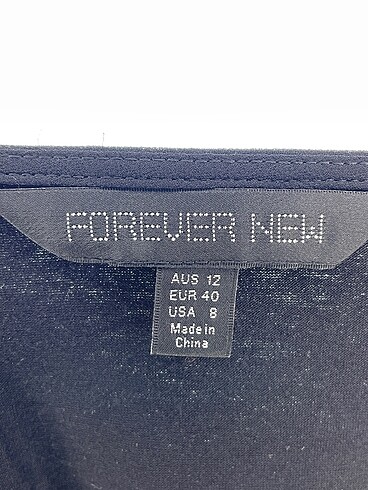 FOREVER NEW
AUS 12
EUR 40
USA 8
Made in
China